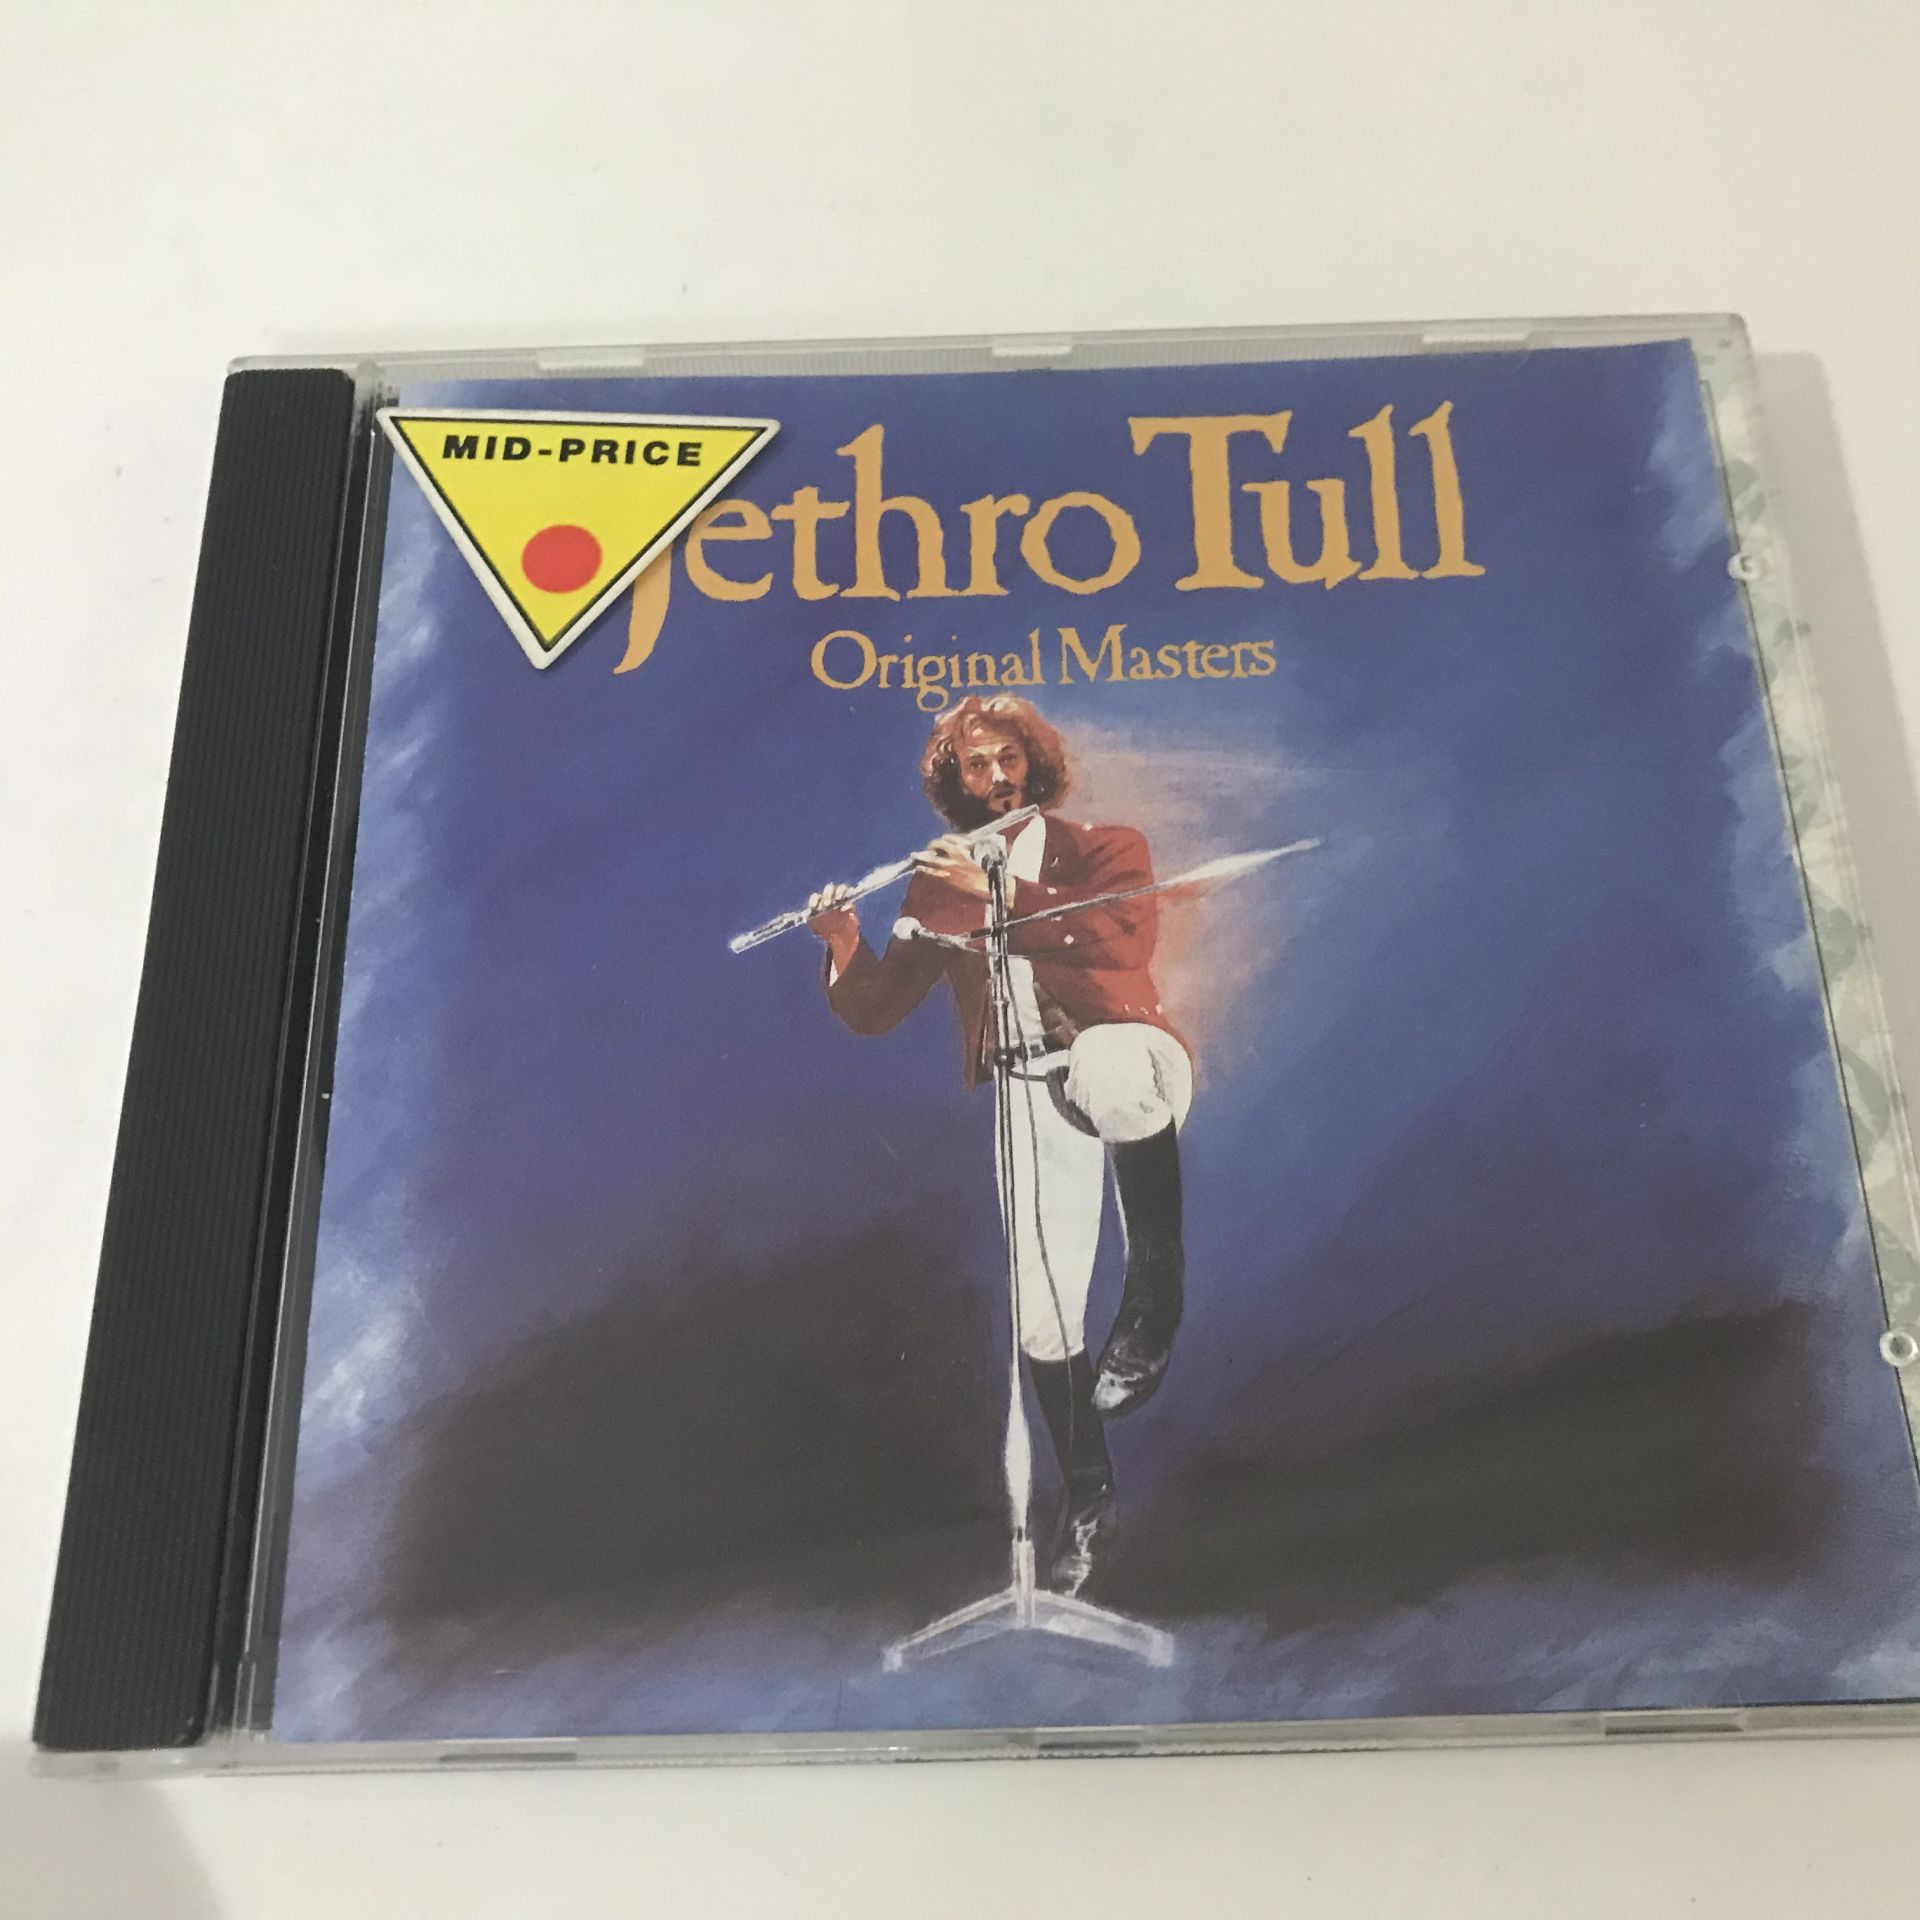 MID-PRICE
Jethro Tull
Original Masters